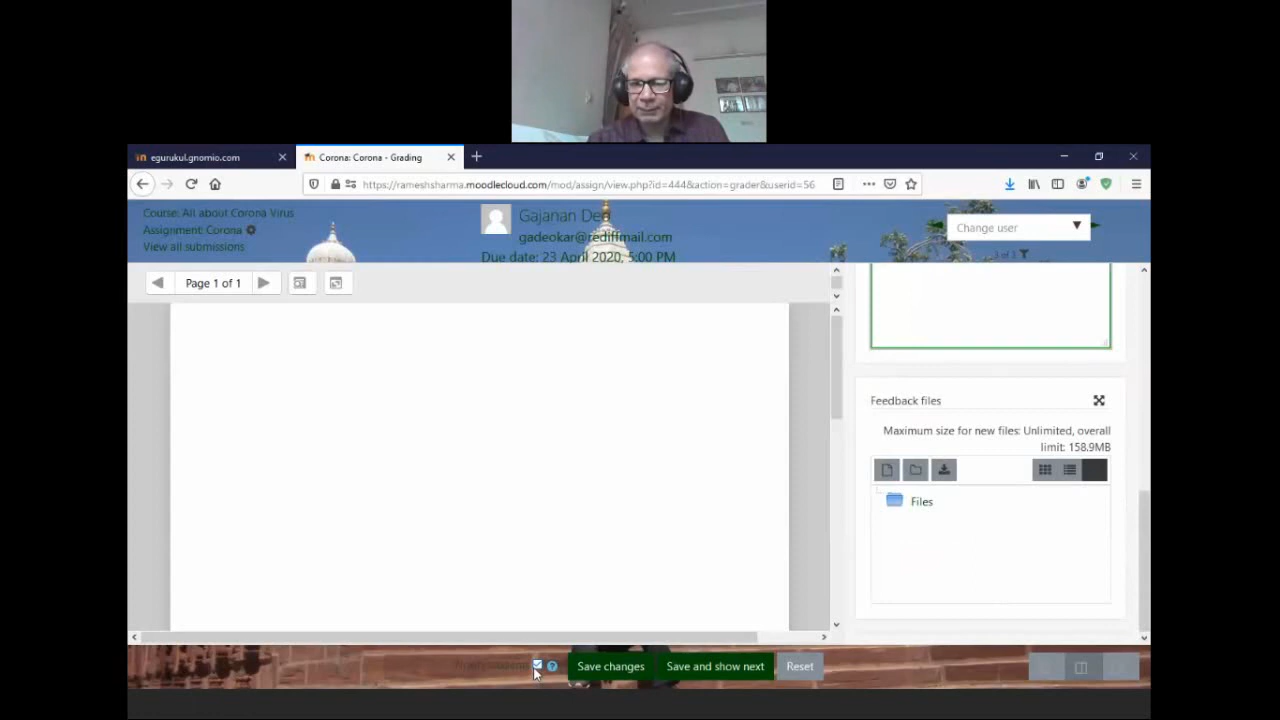 egurukul.gnomio.com
Corona: Corona - Grading
https://rameshsharma.moodlecloud.com/mod/assign/view.php?id=444&action=grader&userid=56
Course: All about Corona Virus
Assignment: Corona
View all submissions
Gajanan Deo
gadeokar@rediffmail.com
Due date: 23 April 2020, 5:00 PM
Change user
3 of 3
Page 1 of 1
Feedback files
Maximum size for new files: Unlimited, overall
limit: 158.9MB
Files
Save changes
Save and show next
Reset